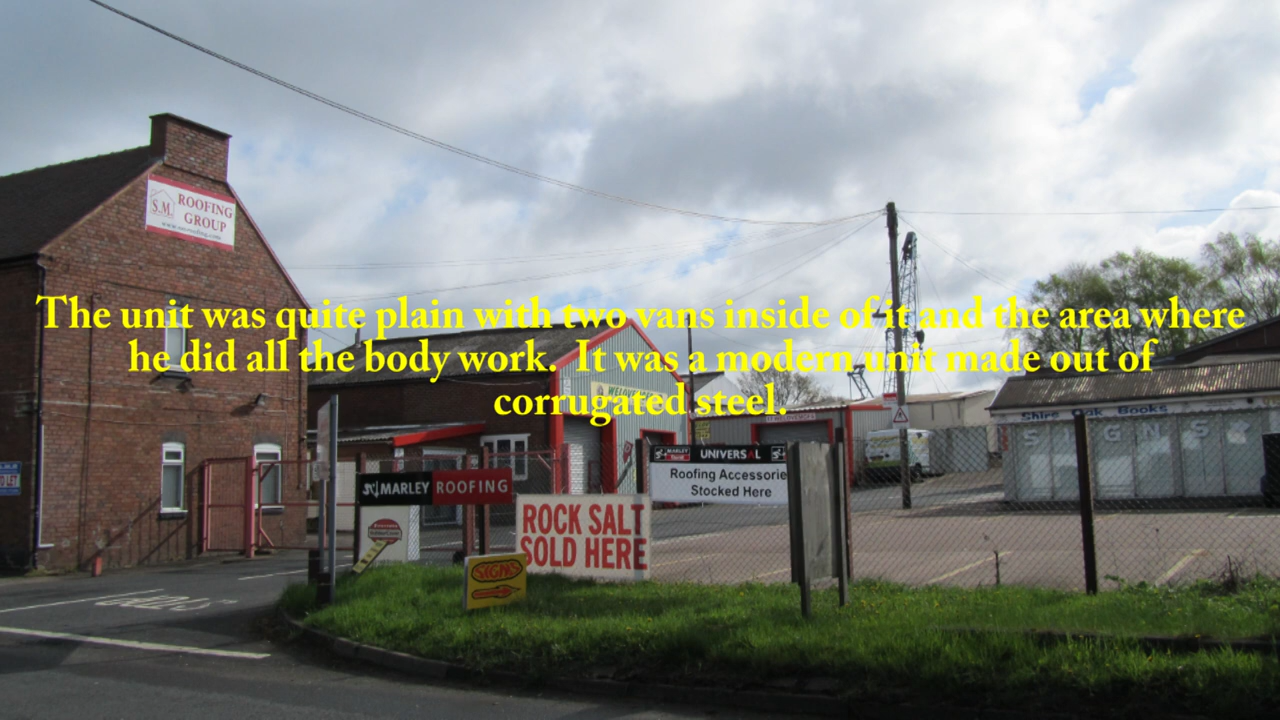 S.M. ROOFING
GROUP
The unit was quite plain with two vans inside of it and the area where
he did all the body work.  It was a modern unit made out of
corrugated steel.
Shire Oak Books
MARLEY
UNIVERSAL
Roofing Accessories
Stocked Here
MARLEY ROOFING
ROCK SALT
SOLD HERE
SIGNS